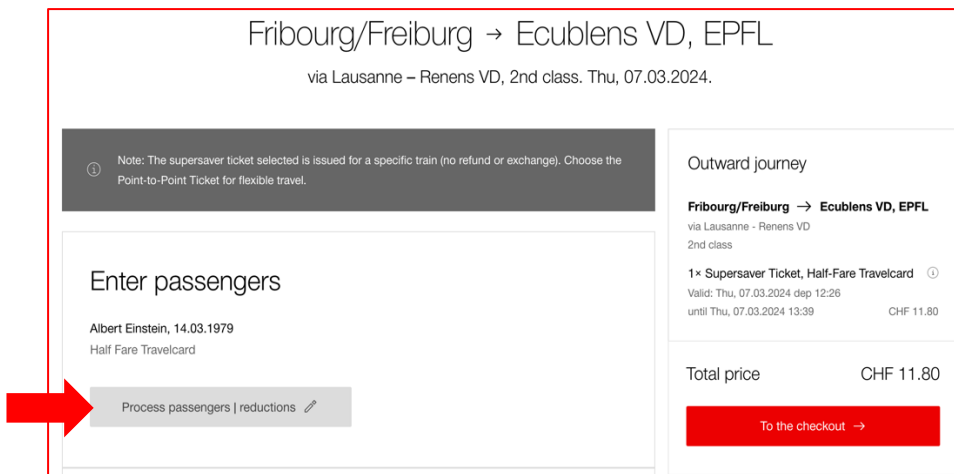 Fribourg/Freiburg → Ecublens VD, EPFL
via Lausanne – Renens VD, 2nd class. Thu, 07.03.2024.
Note: The supersaver ticket selected is issued for a specific train (no refund or exchange). Choose the
Point-to-Point Ticket for flexible travel.
Enter passengers
Albert Einstein, 14.03.1979
Half Fare Travelcard
Process passengers | reductions
Outward journey
Fribourg/Freiburg → Ecublens VD, EPFL
via Lausanne - Renens VD
2nd class
1× Supersaver Ticket, Half-Fare Travelcard
Valid: Thu, 07.03.2024 dep 12:26
until Thu, 07.03.2024 13:39 CHF 11.80
Total price CHF 11.80
To the checkout →